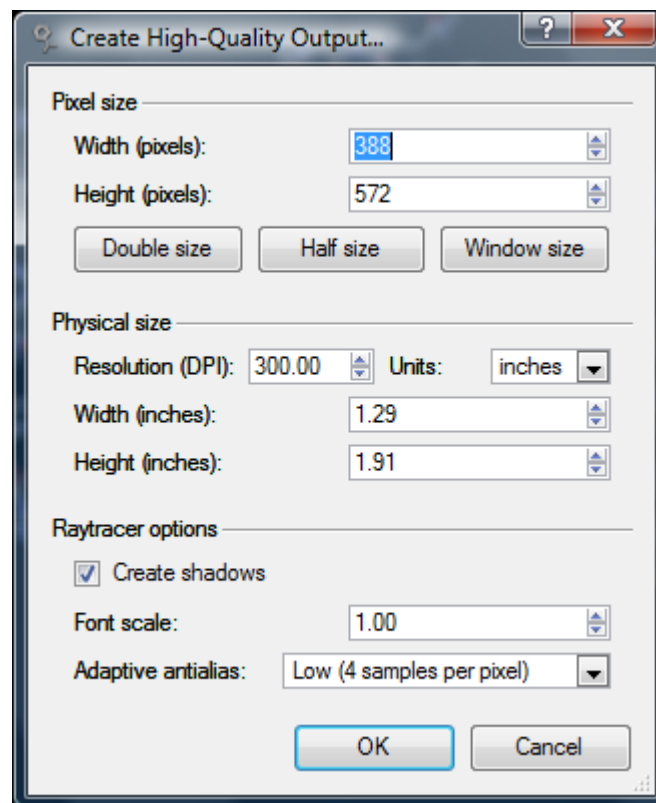 Create High-Quality Output...
?
X
Pixel size
Width (pixels): 388
Height (pixels): 572
Double size Half size Window size
Physical size
Resolution (DPI): 300.00 Units: inches
Width (inches): 1.29
Height (inches): 1.91
Raytracer options
Create shadows
Font scale: 1.00
Adaptive antialias: Low (4 samples per pixel)
OK Cancel